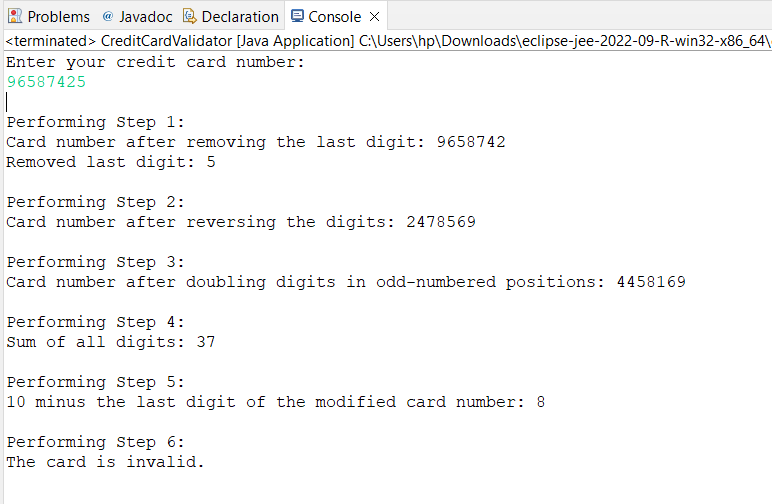 Problems @ Javadoc Declaration Console
<terminated> CreditCardValidator [Java Application] C:\Users\hp\Downloads\eclipse-jee-2022-09-R-win32-x86_64\
Enter your credit card number:
96587425
Performing Step 1:
Card number after removing the last digit: 9658742
Removed last digit: 5
Performing Step 2:
Card number after reversing the digits: 2478569
Performing Step 3:
Card number after doubling digits in odd-numbered positions: 4458169
Performing Step 4:
Sum of all digits: 37
Performing Step 5:
10 minus the last digit of the modified card number: 8
Performing Step 6:
The card is invalid.